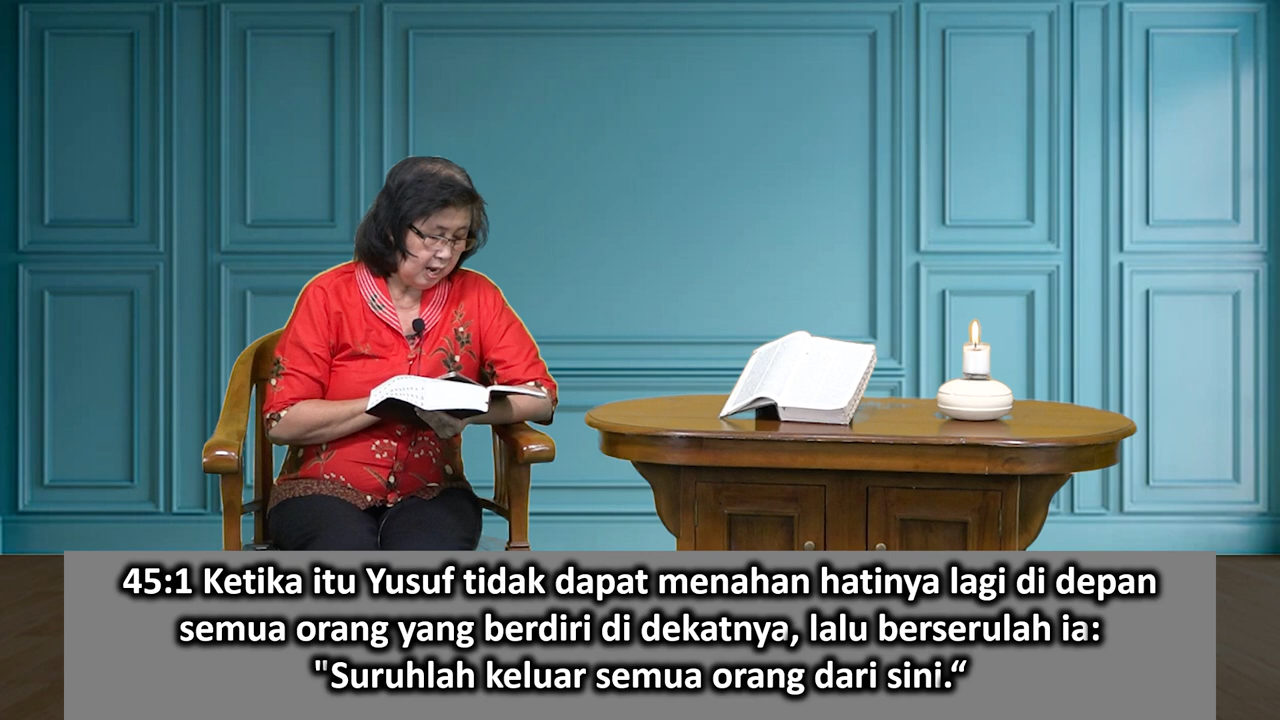 45:1 Ketika itu Yusuf tidak dapat menahan hatinya lagi di depan
semua orang yang berdiri di dekatnya, lalu berserulah ia:
"Suruhlah keluar semua orang dari sini.“